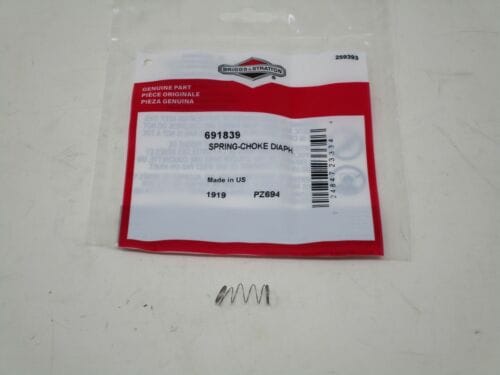 BRIGGS & STRATTON
®
259393
GENUINE PART
PIÈCE ORIGINALE
PIEZA GENUINA
691839
SPRING-CHOKE DIAPH
Made in US
1919 PZ694